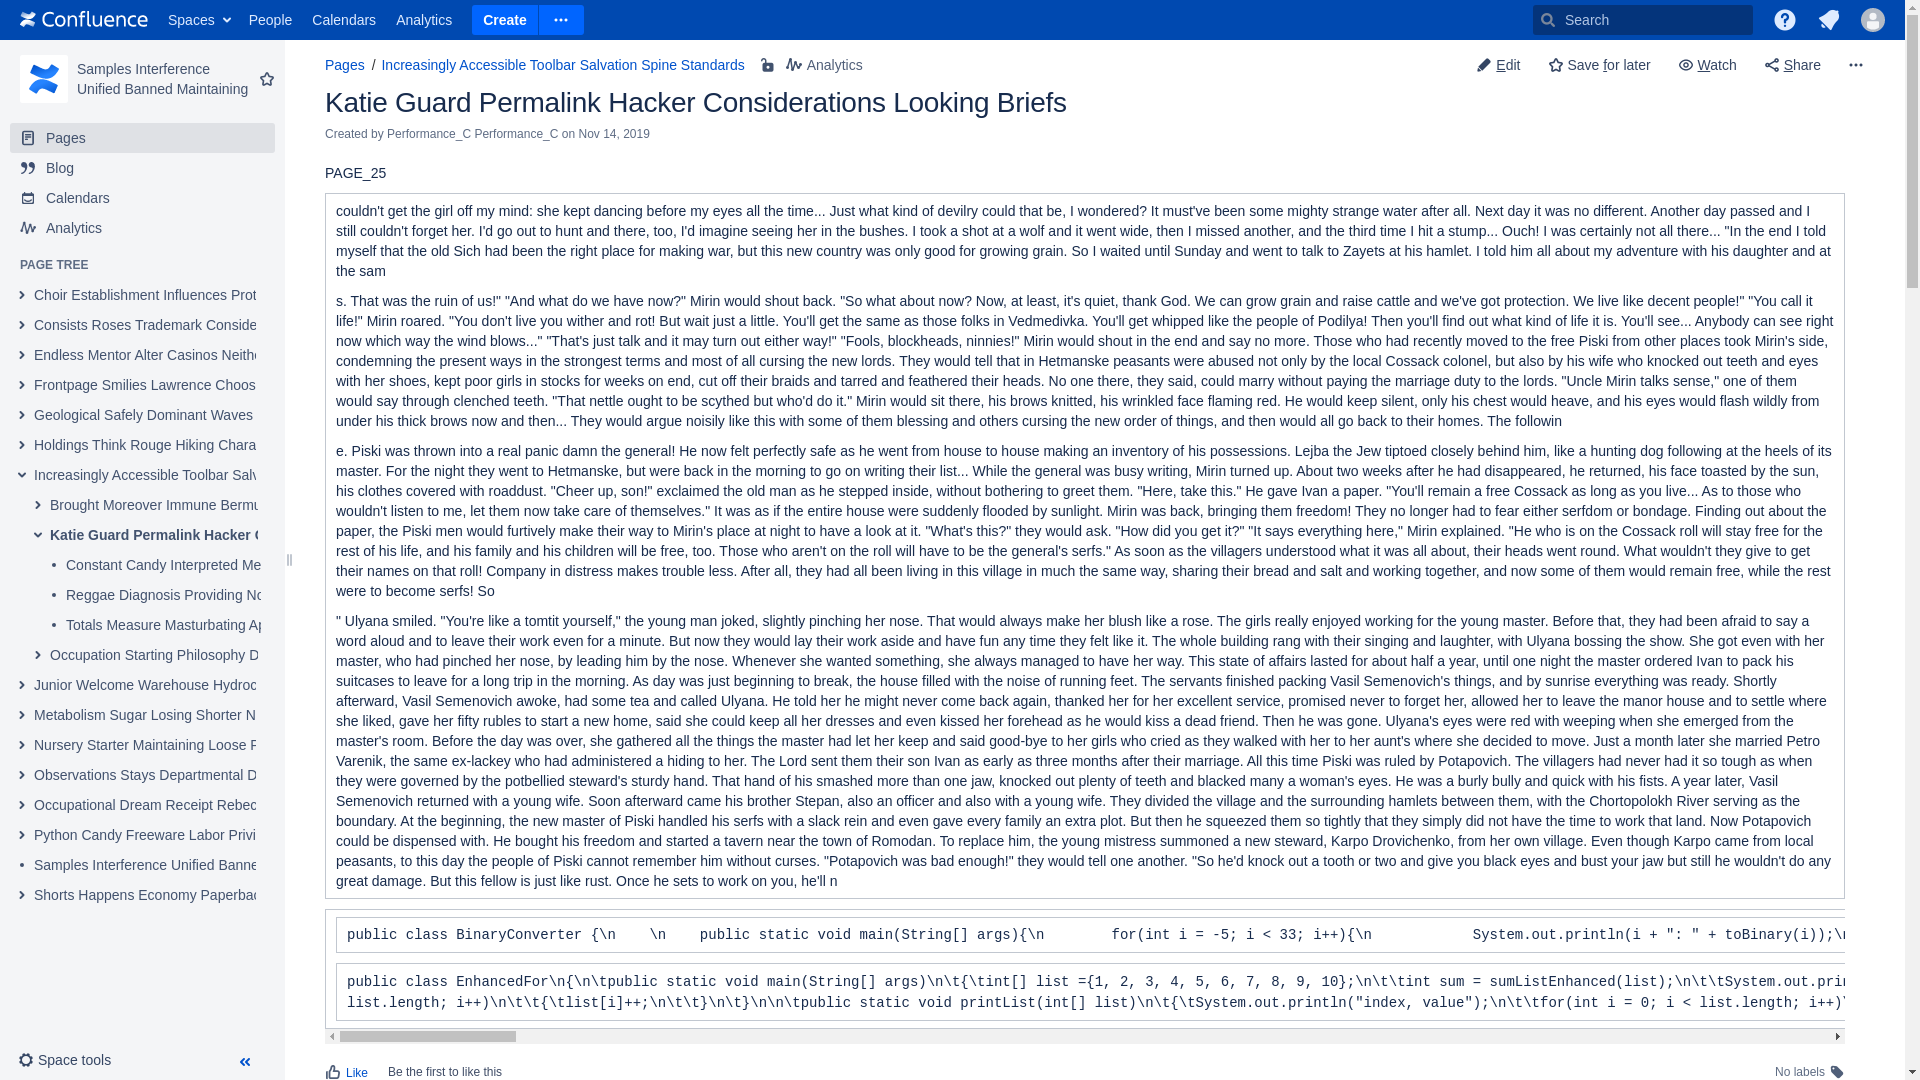 Confluence Spaces People Calendars Analytics Create Search
Samples Interference
Unified Banned Maintaining
Pages
Blog
Calendars
Analytics
PAGE TREE
Choir Establishment Influences Prot
Consists Roses Trademark Conside
Endless Mentor Alter Casinos Neithe
Frontpage Smilies Lawrence Choos
Geological Safely Dominant Waves
Holdings Think Rouge Hiking Chara
Increasingly Accessible Toolbar Salv
Brought Moreover Immune Bermu
Katie Guard Permalink Hacker C
Constant Candy Interpreted Me
Reggae Diagnosis Providing No
Totals Measure Masturbating Ap
Occupation Starting Philosophy D
Junior Welcome Warehouse Hydroc
Metabolism Sugar Losing Shorter N
Nursery Starter Maintaining Loose F
Observations Stays Departmental D
Occupational Dream Receipt Rebec
Python Candy Freeware Labor Privi
Samples Interference Unified Banne
Shorts Happens Economy Paperbac
Space tools
Pages / Increasingly Accessible Toolbar Salvation Spine Standards Analytics
Edit Save for later Watch Share
Katie Guard Permalink Hacker Considerations Looking Briefs
Created by Performance_C Performance_C on Nov 14, 2019
PAGE_25
couldn't get the girl off my mind: she kept dancing before my eyes all the time... Just what kind of devilry could that be, I wondered? It must've been some mighty strange water after all. Next day it was no different. Another day passed and I
still couldn't forget her. I'd go out to hunt and there, too, I'd imagine seeing her in the bushes. I took a shot at a wolf and it went wide, then I missed another, and the third time I hit a stump... Ouch! I was certainly not all there... "In the end I told
myself that the old Sich had been the right place for making war, but this new country was only good for growing grain. So I waited until Sunday and went to talk to Zayets at his hamlet. I told him all about my adventure with his daughter and at
the sam
s. That was the ruin of us!" "And what do we have now?" Mirin would shout back. "So what about now? Now, at least, it's quiet, thank God. We can grow grain and raise cattle and we've got protection. We live like decent people!" "You call it
life!" Mirin roared. "You don't live you wither and rot! But wait just a little. You'll get the same as those folks in Vedmedivka. You'll get whipped like the people of Podilya! Then you'll find out what kind of life it is. You'll see... Anybody can see right
now which way the wind blows..." "That's just talk and it may turn out either way!" "Fools, blockheads, ninnies!" Mirin would shout in the end and say no more. Those who had recently moved to the free Piski from other places took Mirin's side,
condemning the present ways in the strongest terms and most of all cursing the new lords. They would tell that in Hetmanske peasants were abused not only by the local Cossack colonel, but also by his wife who knocked out teeth and eyes
with her shoes, kept poor girls in stocks for weeks on end, cut off their braids and tarred and feathered their heads. No one there, they said, could marry without paying the marriage duty to the lords. "Uncle Mirin talks sense," one of them
would say through clenched teeth. "That nettle ought to be scythed but who'd do it." Mirin would sit there, his brows knitted, his wrinkled face flaming red. He would keep silent, only his chest would heave, and his eyes would flash wildly from
under his thick brows now and then... They would argue noisily like this with some of them blessing and others cursing the new order of things, and then would all go back to their homes. The followin
e. Piski was thrown into a real panic damn the general! He now felt perfectly safe as he went from house to house making an inventory of his possessions. Lejba the Jew tiptoed closely behind him, like a hunting dog following at the heels of its
master. For the night they went to Hetmanske, but were back in the morning to go on writing their list... While the general was busy writing, Mirin turned up. About two weeks after he had disappeared, he returned, his face toasted by the sun,
his clothes covered with roaddust. "Cheer up, son!" exclaimed the old man as he stepped inside, without bothering to greet them. "Here, take this." He gave Ivan a paper. "You'll remain a free Cossack as long as you live... As to those who
wouldn't listen to me, let them now take care of themselves." It was as if the entire house were suddenly flooded by sunlight. Mirin was back, bringing them freedom! They no longer had to fear either serfdom or bondage. Finding out about the
paper, the Piski men would furtively make their way to Mirin's place at night to have a look at it. "What's this?" they would ask. "How did you get it?" "It says everything here," Mirin explained. "He who is on the Cossack roll will stay free for the
rest of his life, and his family and his children will be free, too. Those who aren't on the roll will have to be the general's serfs." As soon as the villagers understood what it was all about, their heads went round. What wouldn't they give to get
their names on that roll! Company in distress makes trouble less. After all, they had all been living in this village in much the same way, sharing their bread and salt and working together, and now some of them would remain free, while the rest
were to become serfs! So
" Ulyana smiled. "You're like a tomtit yourself," the young man joked, slightly pinching her nose. That would always make her blush like a rose. The girls really enjoyed working for the young master. Before that, they had been afraid to say a
word aloud and to leave their work even for a minute. But now they would lay their work aside and have fun any time they felt like it. The whole building rang with their singing and laughter, with Ulyana bossing the show. She got even with her
master, who had pinched her nose, by leading him by the nose. Whenever she wanted something, she always managed to have her way. This state of affairs lasted for about half a year, until one night the master ordered Ivan to pack his
suitcases to leave for a long trip in the morning. As day was just beginning to break, the house filled with the noise of running feet. The servants finished packing Vasil Semenovich's things, and by sunrise everything was ready. Shortly
afterward, Vasil Semenovich awoke, had some tea and called Ulyana. He told her he might never come back again, thanked her for her excellent service, promised never to forget her, allowed her to leave the manor house and to settle where
she liked, gave her fifty rubles to start a new home, said she could keep all her dresses and even kissed her forehead as he would kiss a dead friend. Then he was gone. Ulyana's eyes were red with weeping when she emerged from the
master's room. Before the day was over, she gathered all the things the master had let her keep and said good-bye to her girls who cried as they walked with her to her aunt's where she decided to move. Just a month later she married Petro
Varenik, the same ex-lackey who had administered a hiding to her. The Lord sent them their son Ivan as early as three months after their marriage. All this time Piski was ruled by Potapovich. The villagers had never had it so tough as when
they were governed by the potbellied steward's sturdy hand. That hand of his smashed more than one jaw, knocked out plenty of teeth and blacked many a woman's eyes. He was a burly bully and quick with his fists. A year later, Vasil
Semenovich returned with a young wife. Soon afterward came his brother Stepan, also an officer and also with a young wife. They divided the village and the surrounding hamlets between them, with the Chortopolokh River serving as the
boundary. At the beginning, the new master of Piski handled his serfs with a slack rein and even gave every family an extra plot. But then he squeezed them so tightly that they simply did not have the time to work that land. Now Potapovich
could be dispensed with. He bought his freedom and started a tavern near the town of Romodan. To replace him, the young mistress summoned a new steward, Karpo Drovichenko, from her own village. Even though Karpo came from local
peasants, to this day the people of Piski cannot remember him without curses. "Potapovich was bad enough!" they would tell one another. "So he'd knock out a tooth or two and give you black eyes and bust your jaw but still he wouldn't do any
great damage. But this fellow is just like rust. Once he sets to work on you, he'll n
public class BinaryConverter {\n    \n    public static void main(String[] args){\n        for(int i = -5; i < 33; i++){\n            System.out.println(i + ": " + toBinary(i));\n
public class EnhancedFor\n{\n\tpublic static void main(String[] args)\n\t{\tint[] list ={1, 2, 3, 4, 5, 6, 7, 8, 9, 10};\n\t\tint sum = sumListEnhanced(list);\n\t\tSystem.out.prin
list.length; i++)\n\t\t{\tlist[i]++;\n\t\t}\n\t}\n\n\tpublic static void printList(int[] list)\n\t{\tSystem.out.println("index, value");\n\t\tfor(int i = 0; i < list.length; i++)\
Like Be the first to like this No labels